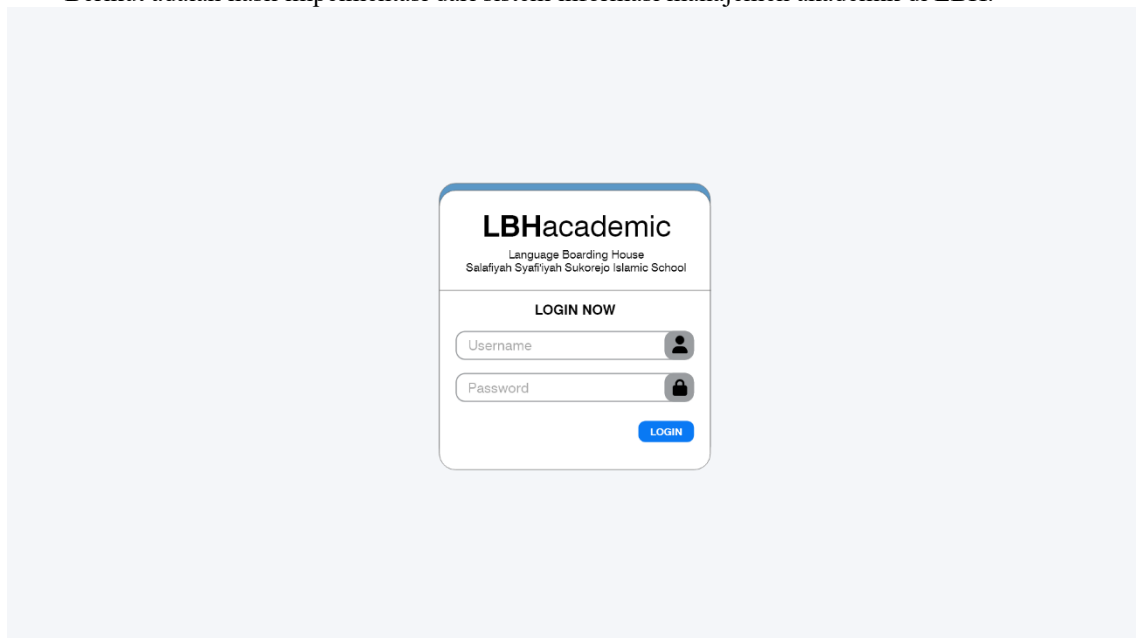 LBHacademic
Language Boarding House
Salafiyah Syafi'iyah Sukorejo Islamic School
LOGIN NOW
Username
Password
LOGIN